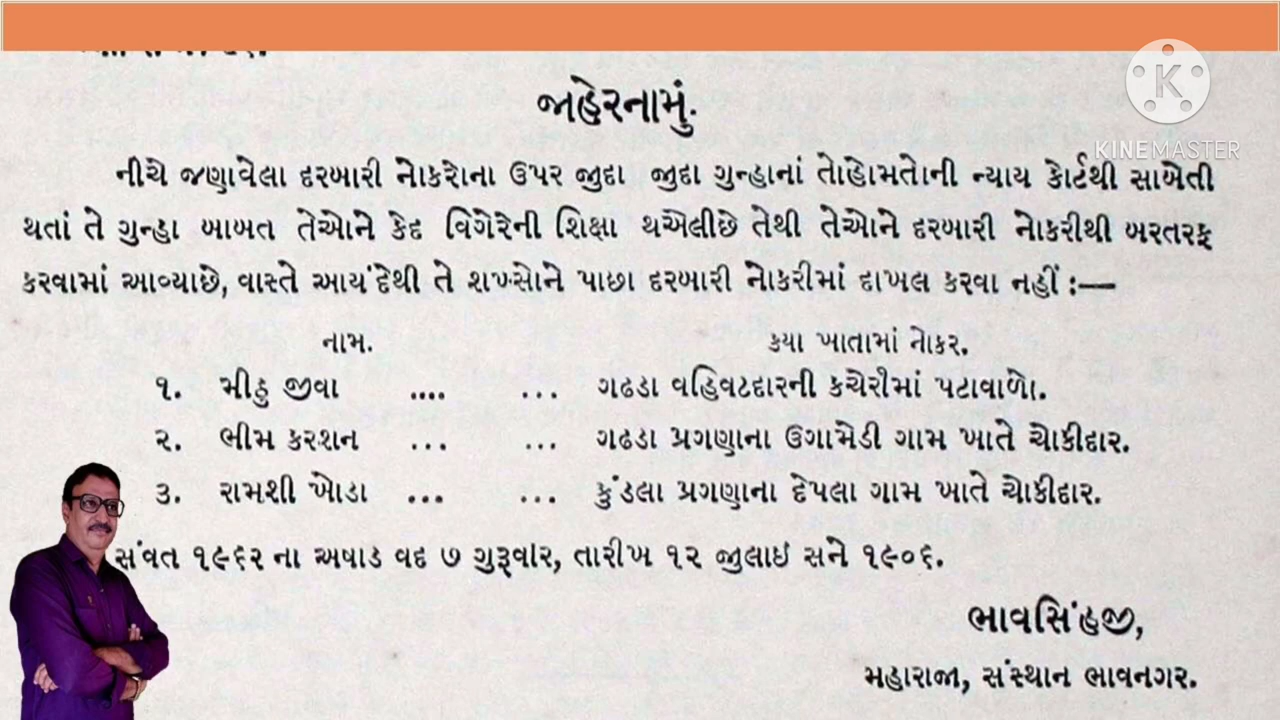 KINEMASTER
જાહેરનામું.
નીચે જણાવેલા દરબારી નોકરોના ઉપર જુદા જુદા ગુન્હાનાં તોહોમતોની ન્યાય કોર્ટથી સાબેતી
થતાં તે ગુન્હા બાબત તેઓને કેદ વિગેરેની શિક્ષા થએલીછે તેથી તેઓને દરબારી નોકરીથી બરતરફ
કરવામાં આવ્યાછે, વાસ્તે આયંદેથી તે શખ્સોને પાછા દરબારી નોકરીમાં દાખલ કરવા નહીં :—
નામ. કયા ખાતામાં નોકર.
૧. મીઠુ જીવા .... ... ગઢડા વહિવટદારની કચેરીમાં પટાવાળો.
૨. ભીમ કરશન ... ... ગઢડા પ્રગણાના ઉગામેડી ગામ ખાતે ચોકીદાર.
૩. રામશી ખોડા ... ... કુંડલા પ્રગણાના દેપલા ગામ ખાતે ચોકીદાર.
સંવત ૧૯૬૨ ના અષાડ વદ ૭ ગુરૂવાર, તારીખ ૧૨ જુલાઇ સને ૧૯૦૬.
ભાવસિંહજી,
મહારાજા, સંસ્થાન ભાવનગર.